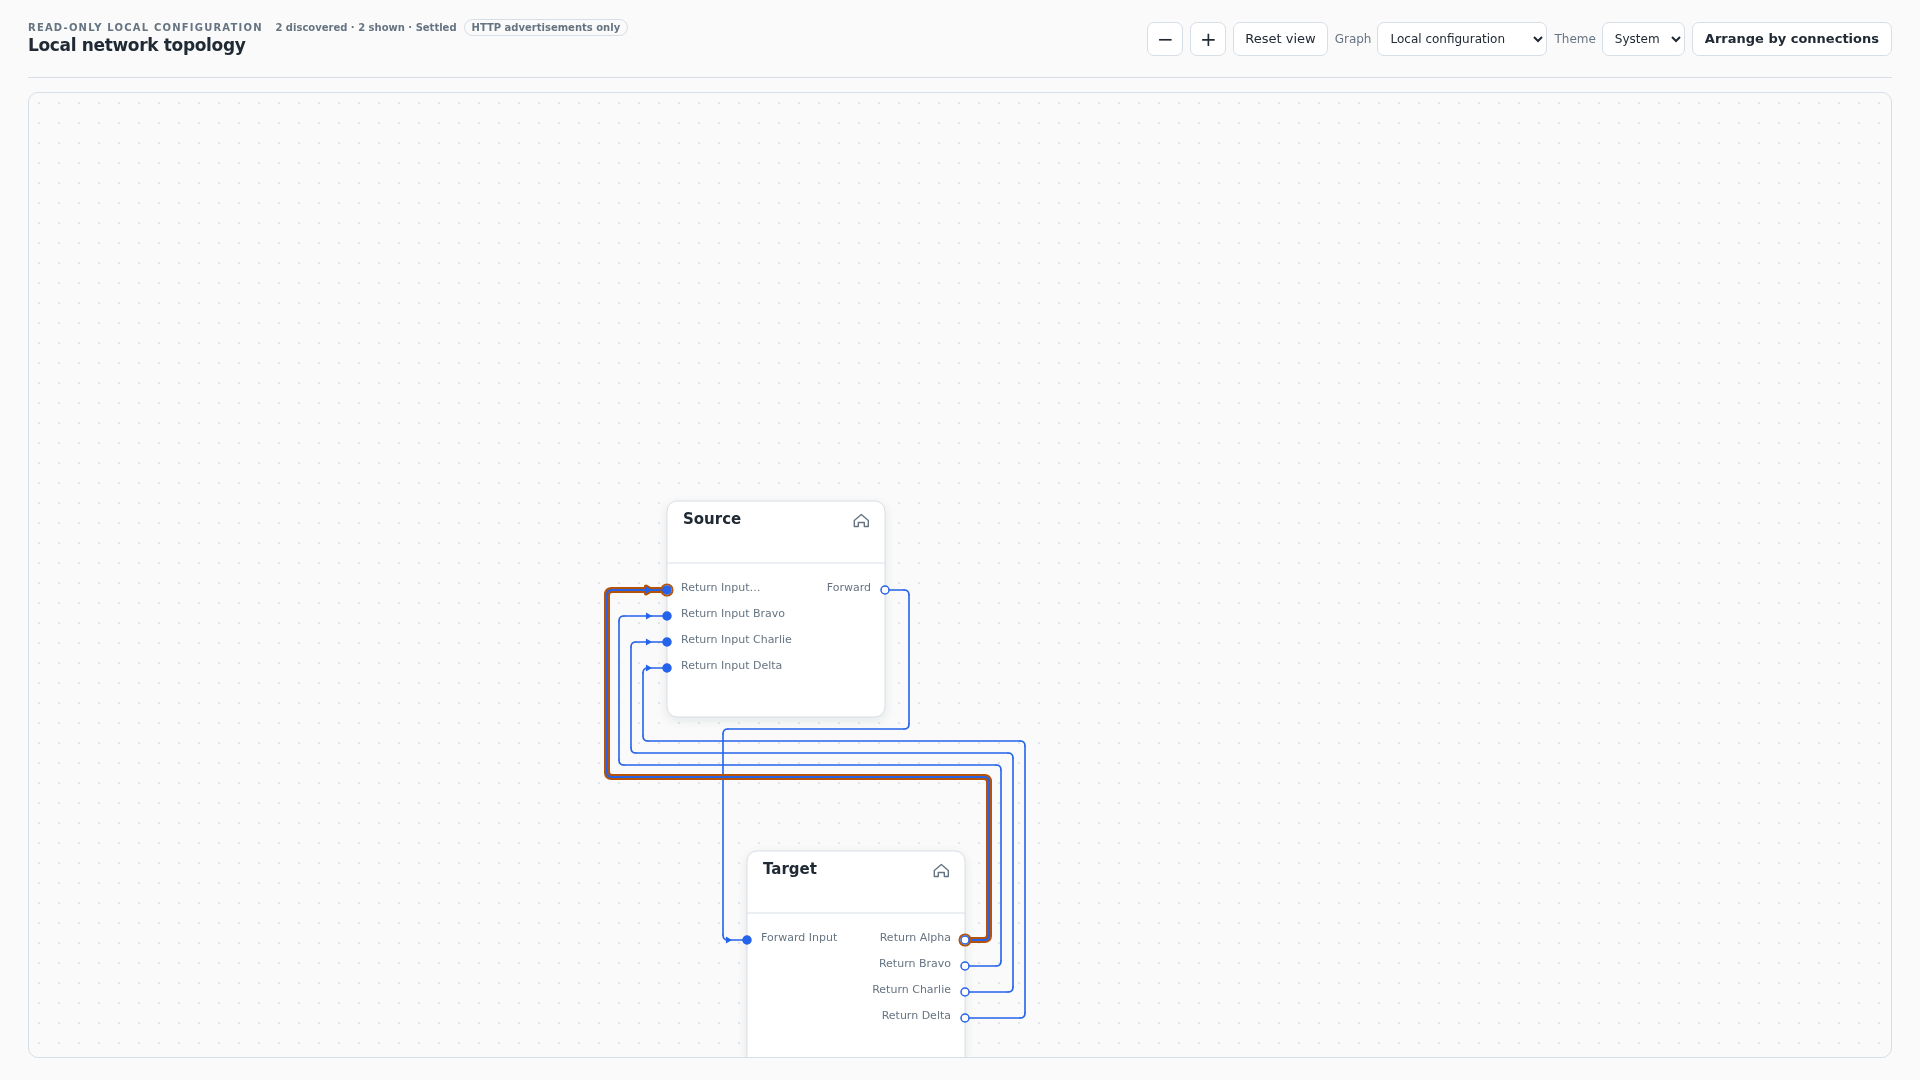 READ-ONLY LOCAL CONFIGURATION 2 discovered · 2 shown · Settled HTTP advertisements only
Local network topology
− + Reset view Graph Local configuration Theme System Arrange by connections
Source
Return Input... Forward
Return Input Bravo
Return Input Charlie
Return Input Delta
Target
Forward Input Return Alpha
Return Bravo
Return Charlie
Return Delta